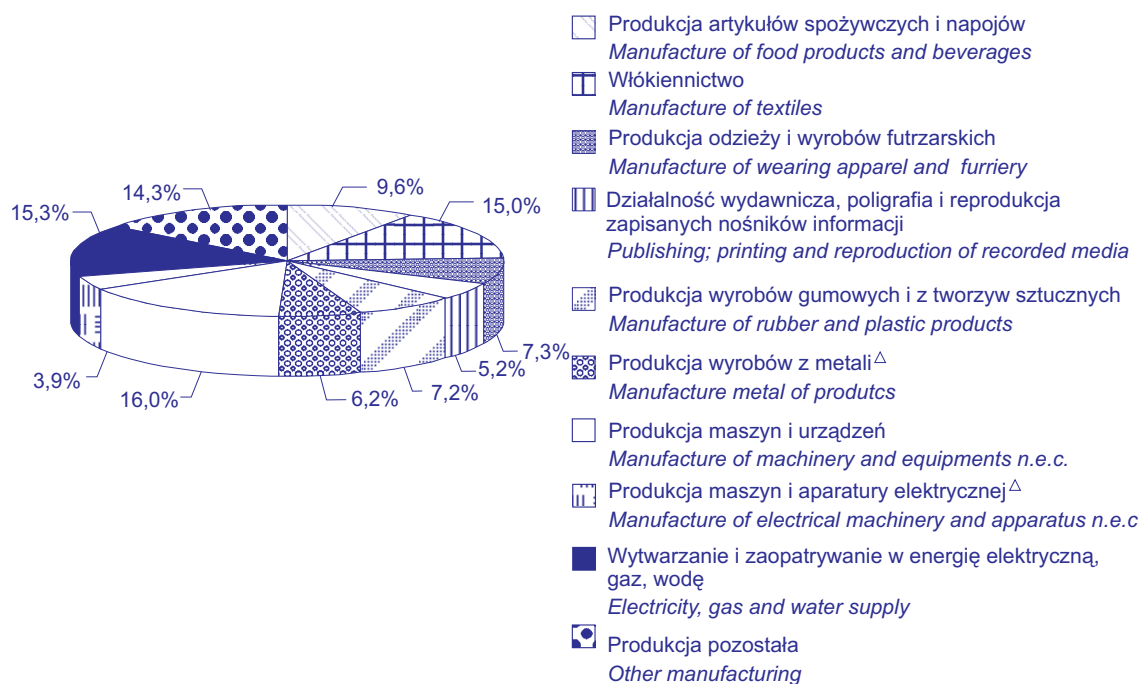 14,3%
9,6%
15,3%
15,0%
7,3%
5,2%
7,2%
6,2%
16,0%
3,9%
Produkcja artykułów spożywczych i napojów
Manufacture of food products and beverages
Włókiennictwo
Manufacture of textiles
Produkcja odzieży i wyrobów futrzarskich
Manufacture of wearing apparel and furriery
Działalność wydawnicza, poligrafia i reprodukcja
zapisanych nośników informacji
Publishing; printing and reproduction of recorded media
Produkcja wyrobów gumowych i z tworzyw sztucznych
Manufacture of rubber and plastic products
Produkcja wyrobów z metali△
Manufacture metal of produtcs
Produkcja maszyn i urządzeń
Manufacture of machinery and equipments n.e.c.
Produkcja maszyn i aparatury elektrycznej△
Manufacture of electrical machinery and apparatus n.e.c
Wytwarzanie i zaopatrywanie w energię elektryczną,
gaz, wodę
Electricity, gas and water supply
Produkcja pozostała
Other manufacturing